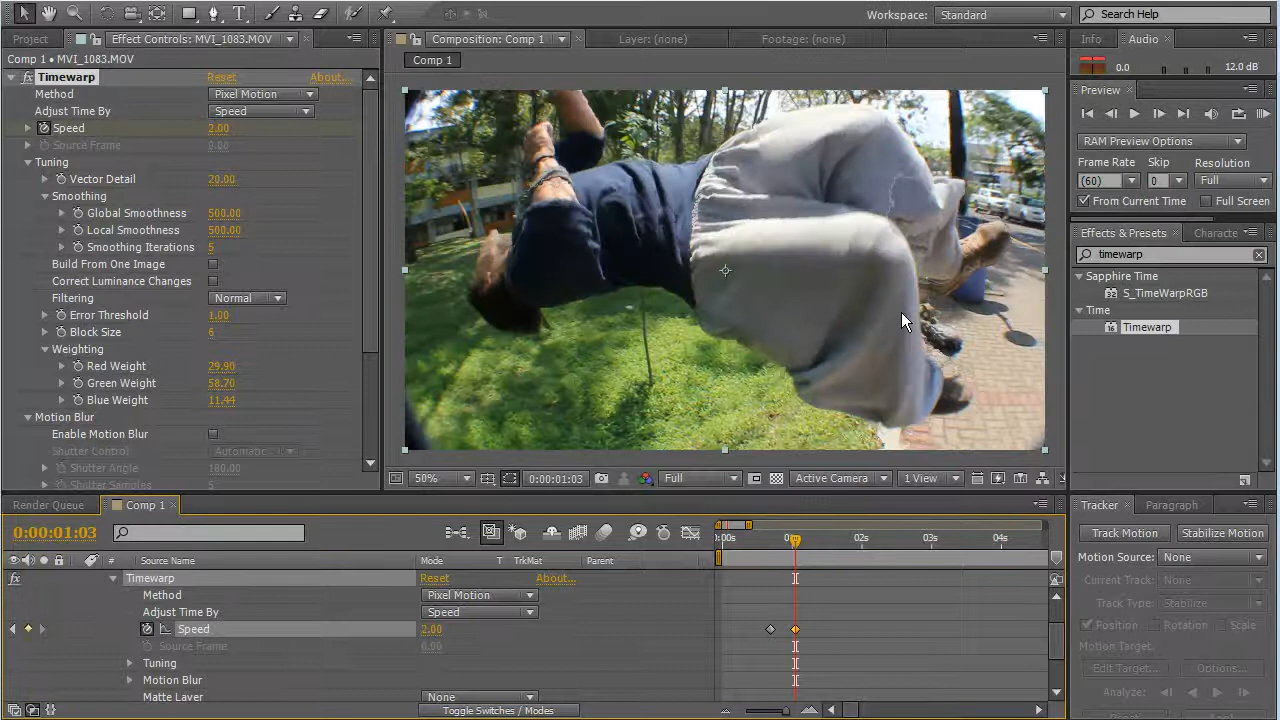 Workspace: Standard Search Help
Project Effect Controls: MVI_1083.MOV Composition: Comp 1 Layer: (none) Footage: (none) Info Audio
Comp 1 • MVI_1083.MOV Comp 1 0.0 12.0 dB
Timewarp Reset About...
Method Pixel Motion Preview
Adjust Time By Speed
Speed 2.00 RAM Preview Options
Source Frame 0.00 Frame Rate Skip Resolution
Tuning (60) 0 Full
Vector Detail 20.00 From Current Time Full Screen
Smoothing
Global Smoothness 500.00 Effects & Presets Characte
Local Smoothness 500.00
Smoothing Iterations 5 timewarp
Build From One Image Sapphire Time
Correct Luminance Changes S_TimeWarpRGB
Filtering Normal Time
Error Threshold 1.00 Timewarp
Block Size 6
Weighting
Red Weight 29.90
Green Weight 58.70
Blue Weight 11.44
Motion Blur
Enable Motion Blur
Shutter Control Automatic
Shutter Angle 180.00
Shutter Samples 5
50% 0:00:01:03 Full Active Camera 1 View
Render Queue Comp 1 Tracker Paragraph
0:00:01:03 Track Motion Stabilize Motion
:00s 02s 03s 04s
# Source Name Mode T TrkMat Parent Motion Source: None
Timewarp Reset About... Current Track: None
Method Pixel Motion Track Type: Stabilize
Adjust Time By Speed Position Rotation Scale
Speed 2.00 Motion Target:
Source Frame 0.00 Edit Target... Options...
Tuning
Motion Blur Analyze:
Matte Layer None
Toggle Switches / Modes